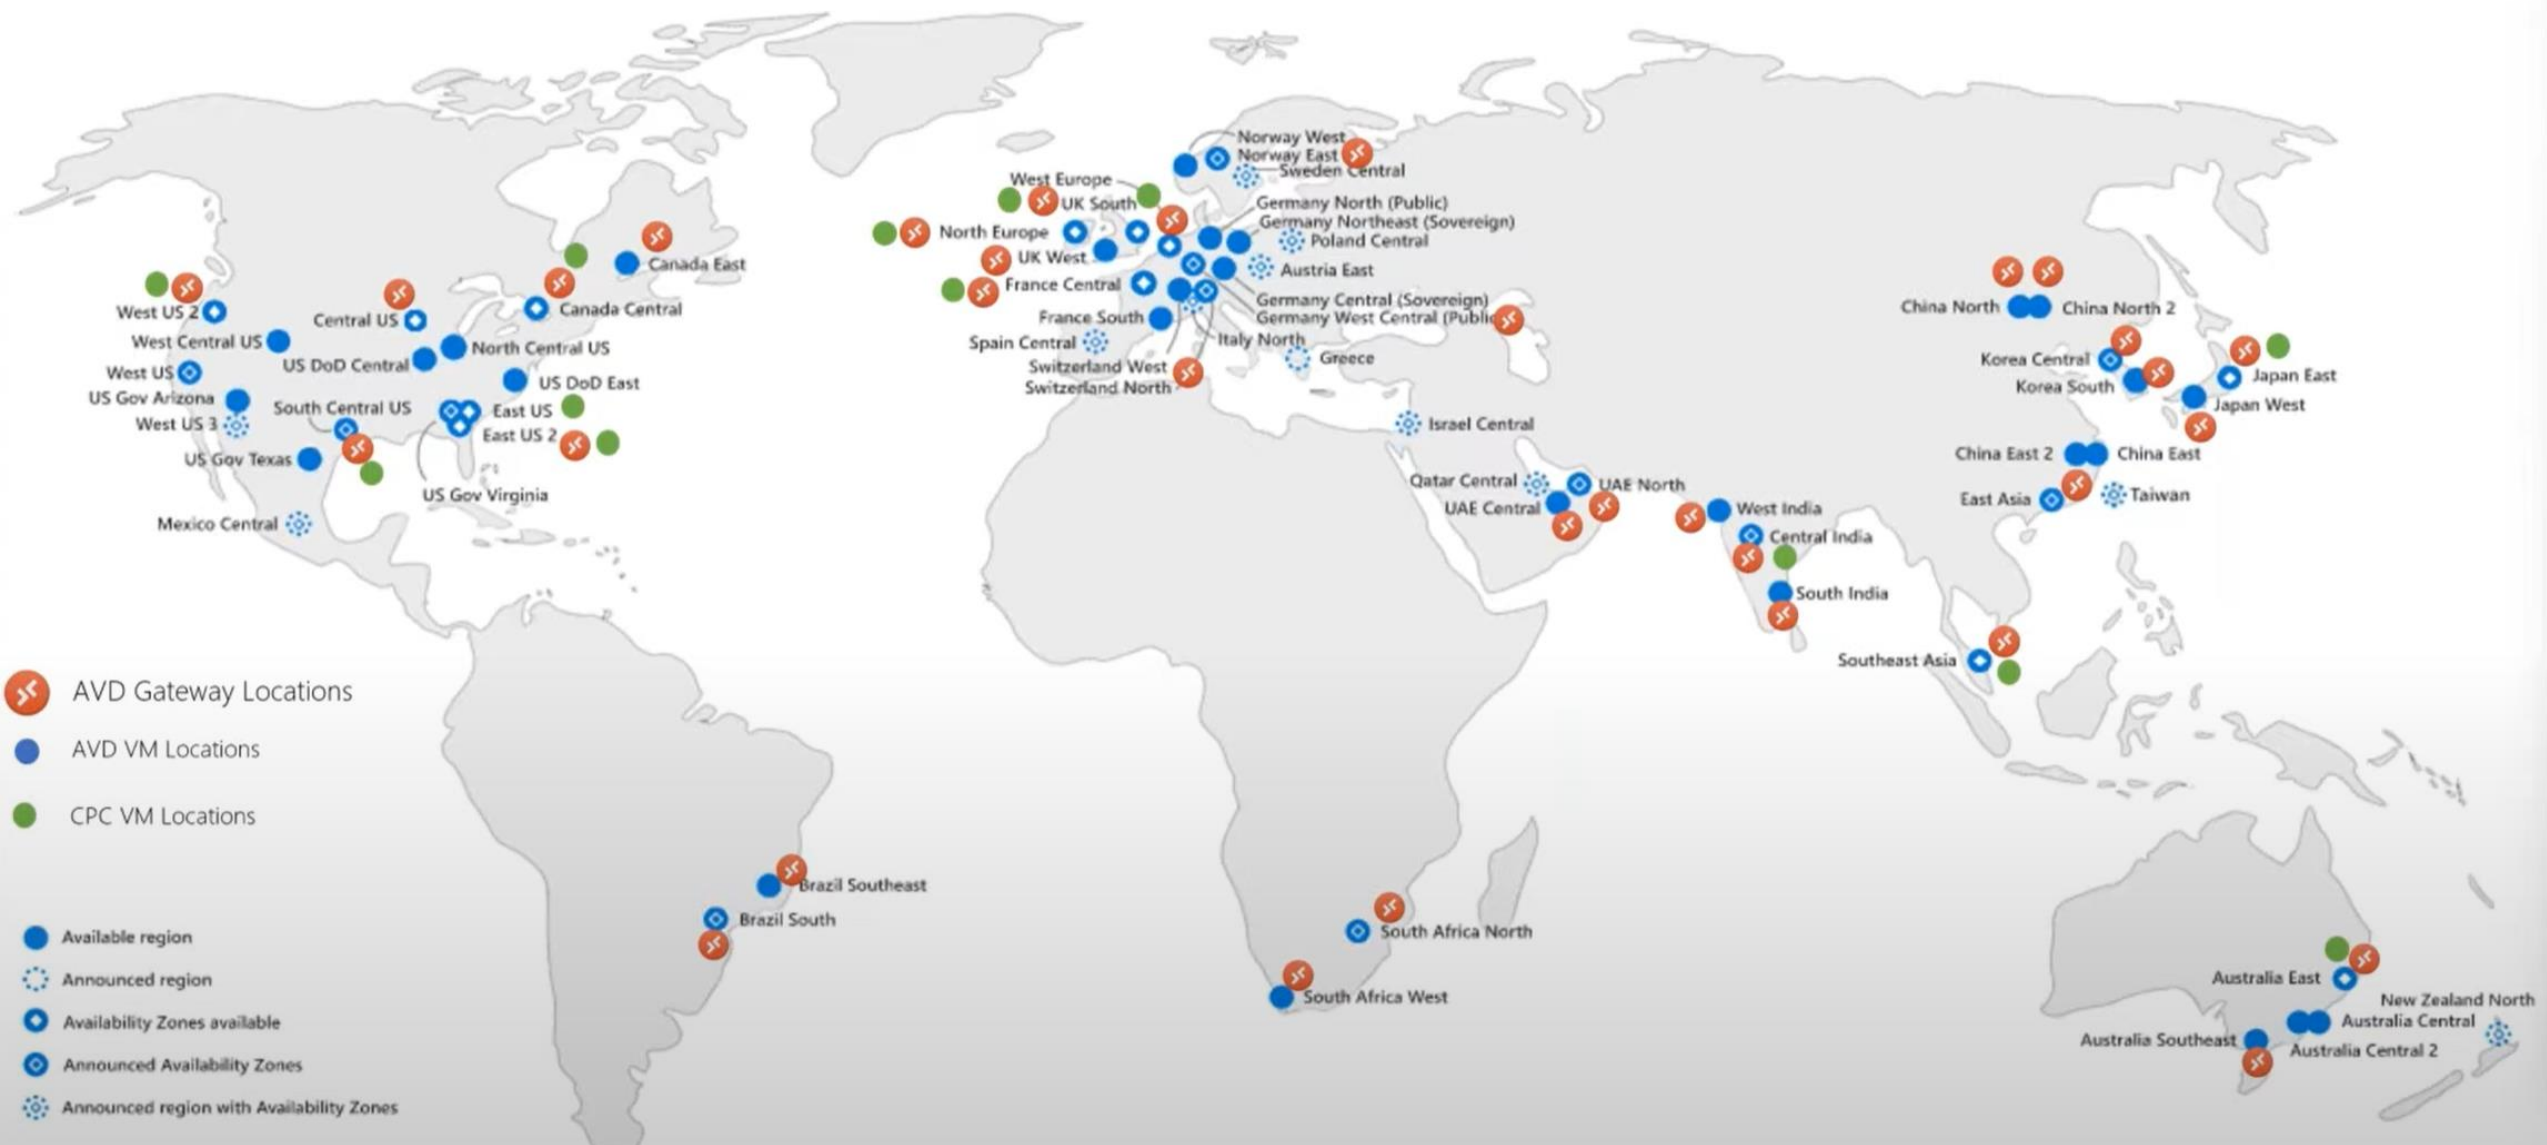 Norway West
Norway East
Sweden Central
West Europe
UK South
Germany North (Public)
Germany Northeast (Sovereign)
North Europe
Poland Central
UK West
Austria East
France Central
Germany Central (Sovereign)
Germany West Central (Public
France South
Spain Central
Italy North
Greece
Switzerland West
Switzerland North
Canada East
West US 2
Central US
Canada Central
West Central US
North Central US
US DoD Central
West US
US DoD East
US Gov Arizona
South Central US
East US
West US 3
East US 2
US Gov Texas
US Gov Virginia
Mexico Central
Israel Central
Qatar Central
UAE North
UAE Central
West India
Central India
South India
China North
China North 2
Korea Central
Japan East
Korea South
Japan West
China East 2
China East
East Asia
Taiwan
Southeast Asia
AVD Gateway Locations
AVD VM Locations
CPC VM Locations
Brazil Southeast
Brazil South
South Africa North
South Africa West
Australia East
New Zealand North
Australia Central
Australia Southeast
Australia Central 2
Available region
Announced region
Availability Zones available
Announced Availability Zones
Announced region with Availability Zones